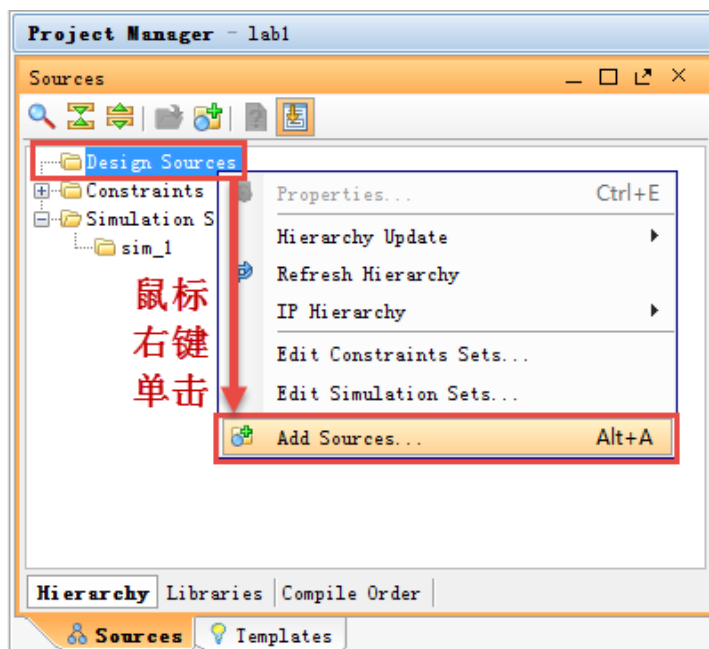 Project Manager - lab1
Sources
Design Sources
Constraints
Properties... Ctrl+E
Simulation S
Hierarchy Update
sim_1
Refresh Hierarchy
鼠标
右键
单击
IP Hierarchy
Edit Constraints Sets...
Edit Simulation Sets...
Add Sources... Alt+A
Hierarchy Libraries Compile Order
Sources Templates